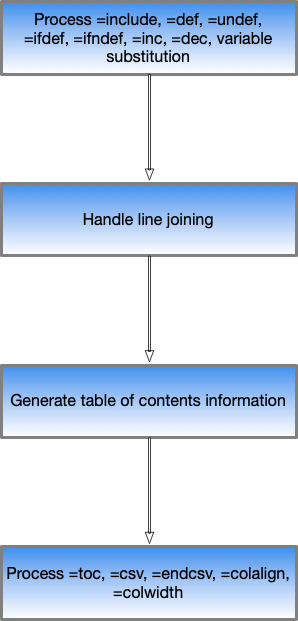 Process =include, =def, =undef,
=ifdef, =ifndef, =inc, =dec, variable
substitution
Handle line joining
Generate table of contents information
Process =toc, =csv, =endcsv, =colalign,
=colwidth